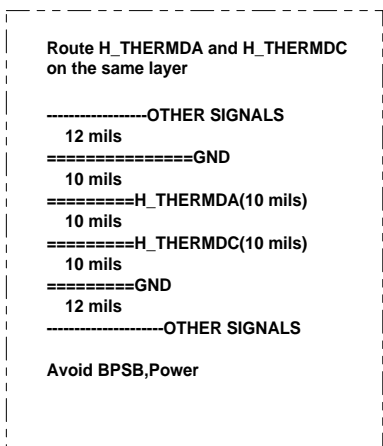 Route H_THERMDA and H_THERMDC
on the same layer
------------------OTHER SIGNALS
12 mils
===============GND
10 mils
=========H_THERMDA(10 mils)
10 mils
=========H_THERMDC(10 mils)
10 mils
=========GND
12 mils
---------------------OTHER SIGNALS
Avoid BPSB,Power